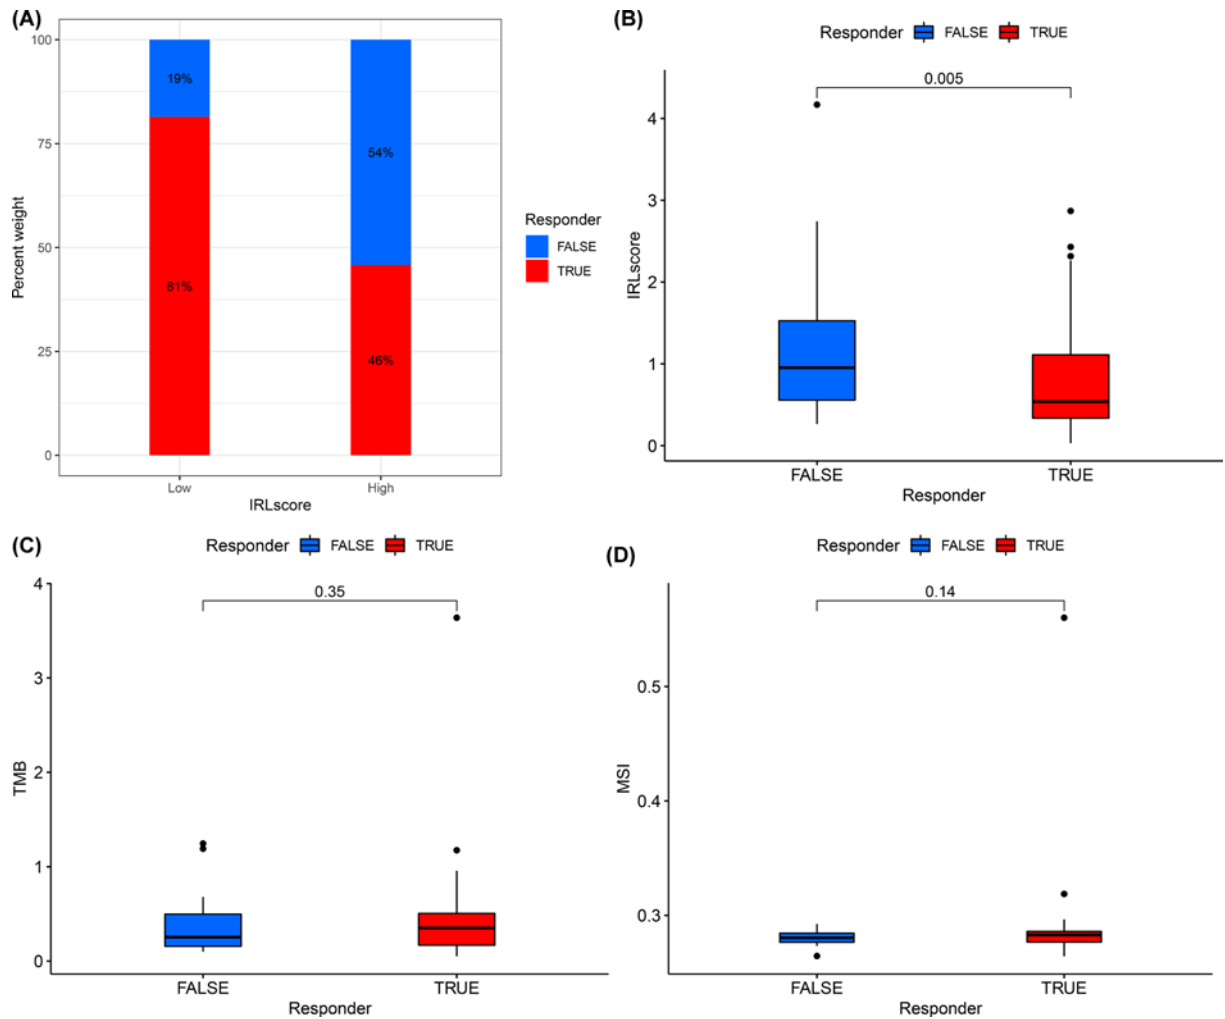 (A)
100
75
50
25
0
Percent weight
19%
81%
54%
46%
Low
High
IRLscore
Responder
FALSE
TRUE
(B)
Responder FALSE TRUE
0.005
4
3
2
1
0
IRLscore
FALSE
TRUE
Responder
(C)
Responder FALSE TRUE
0.35
4
3
2
1
0
TMB
FALSE
TRUE
Responder
(D)
Responder FALSE TRUE
0.14
0.5
0.4
0.3
MSI
FALSE
TRUE
Responder